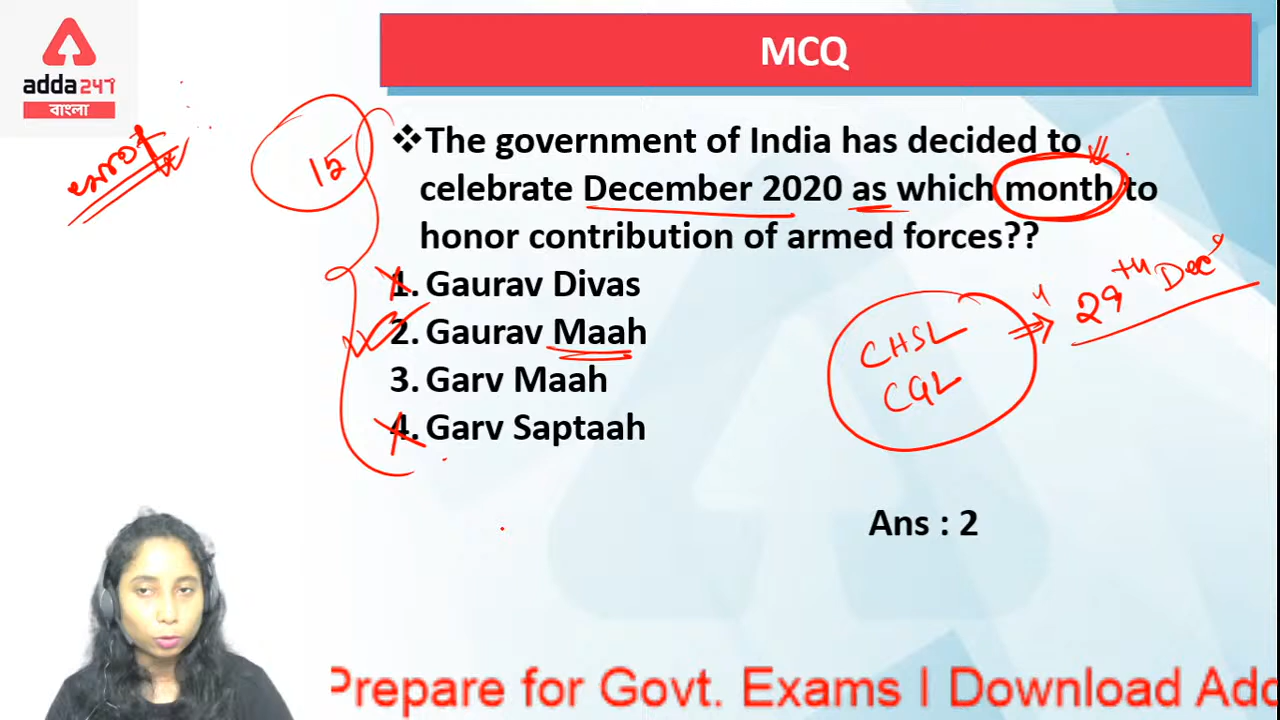 adda247
বাংলা
MCQ
15
❖The government of India has decided to
celebrate December 2020 as which month to
honor contribution of armed forces??
1. Gaurav Divas
2. Gaurav Maah
3. Garv Maah
4. Garv Saptaah
CHSL
CGL
29th Dec
Ans : 2
Prepare for Govt. Exams I Download Add